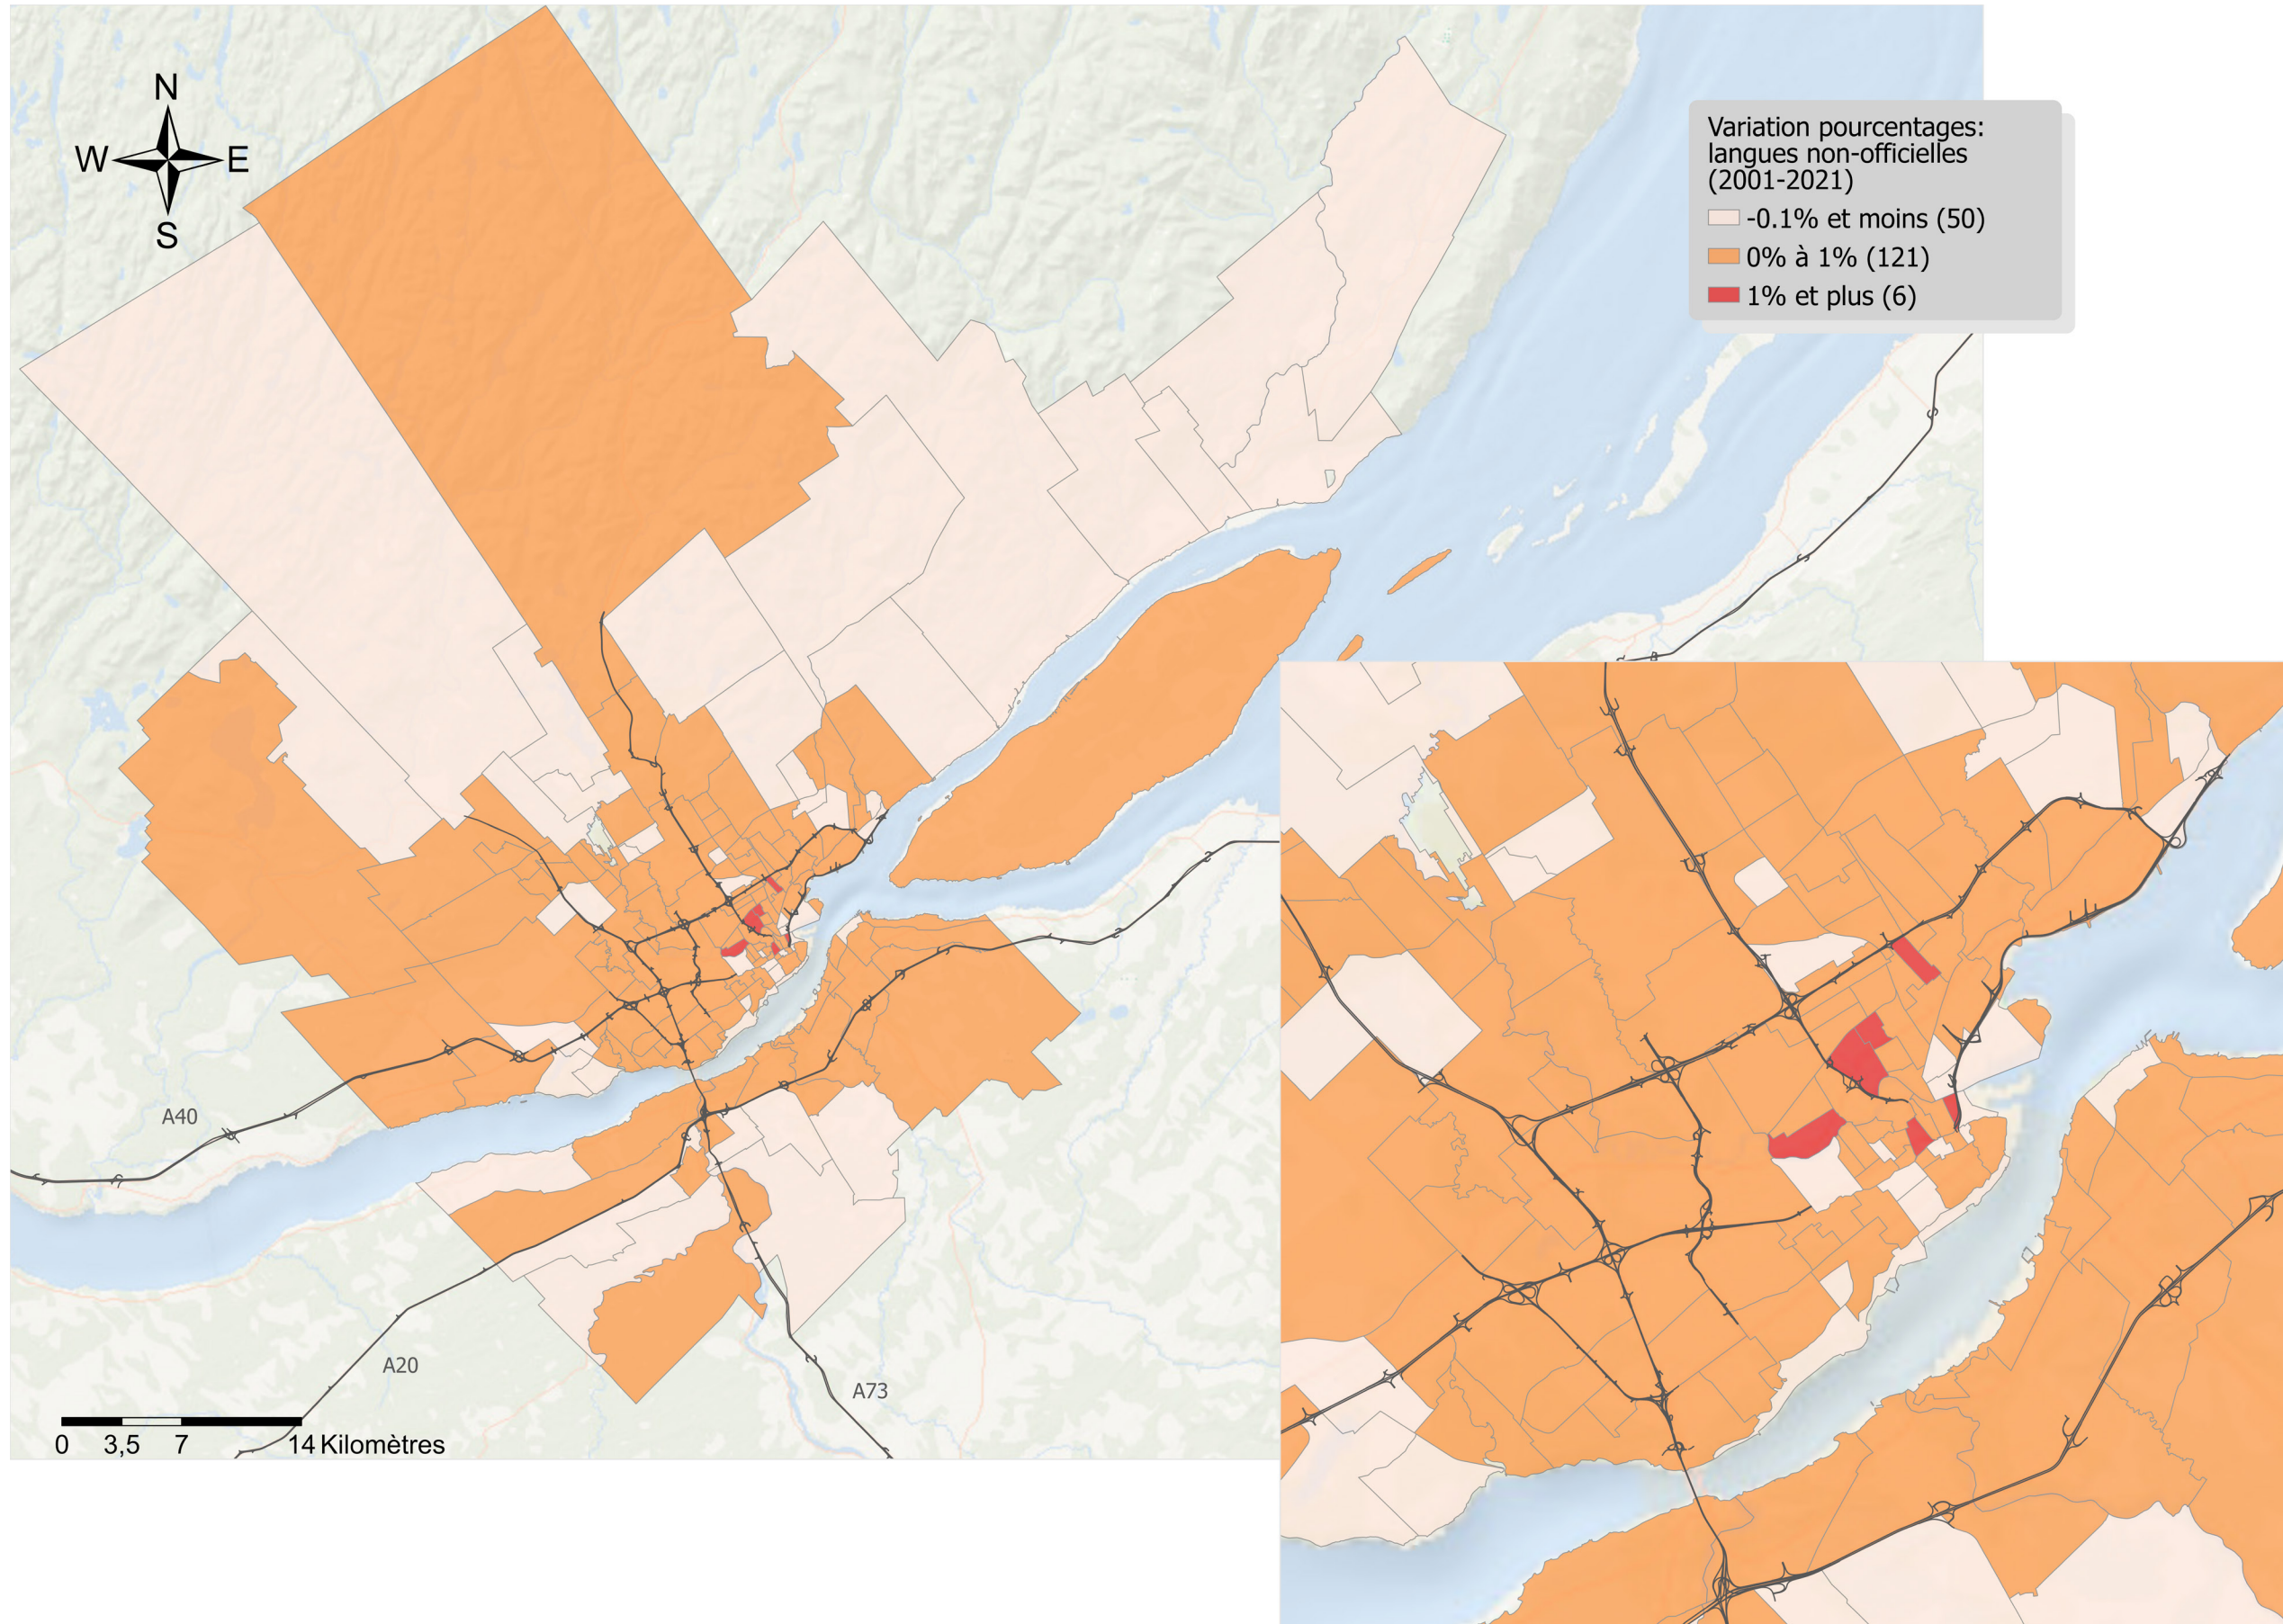 N
W E
S
Variation pourcentages:
langues non-officielles
(2001-2021)
-0.1% et moins (50)
0% à 1% (121)
1% et plus (6)
A40
A20
A73
0 3,5 7 14 Kilomètres